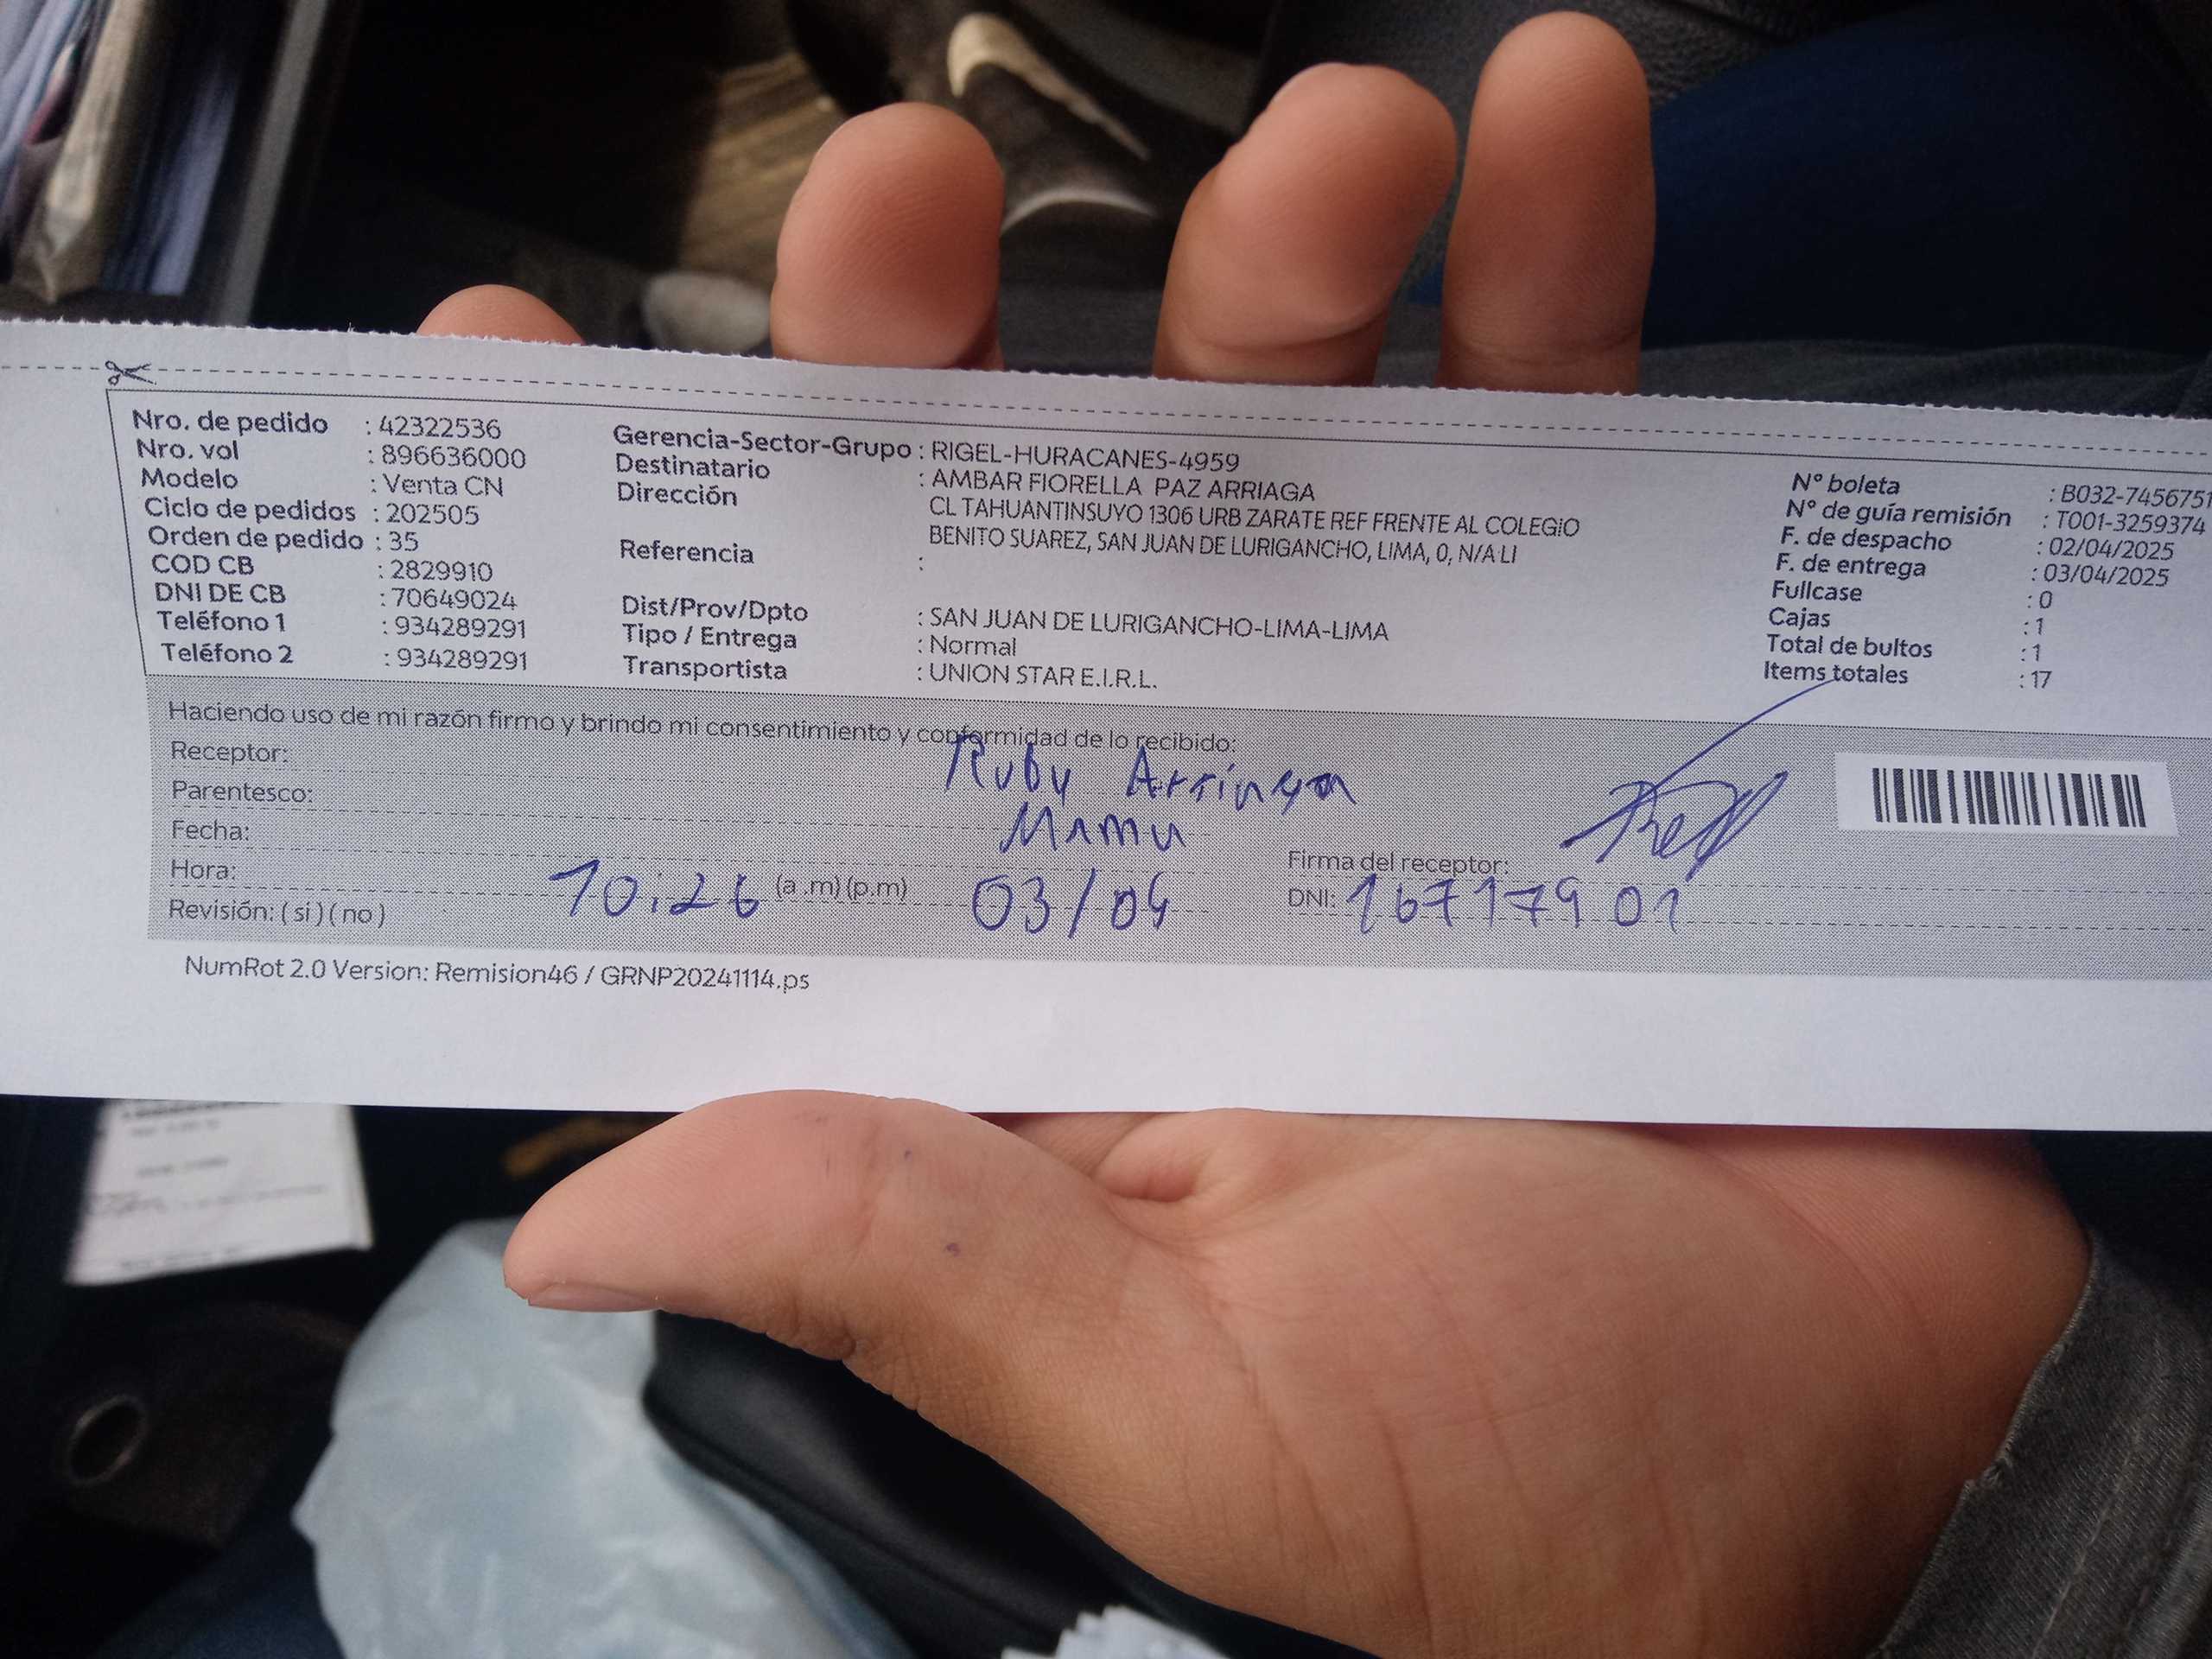 Nro. de pedido : 42322536
Nro. vol : 896636000
Modelo : Venta CN
Ciclo de pedidos : 202505
Orden de pedido : 35
COD CB : 2829910
DNI DE CB : 70649024
Teléfono 1 : 934289291
Teléfono 2 : 934289291
Gerencia-Sector-Grupo : RIGEL-HURACANES-4959
Destinatario : AMBAR FIORELLA PAZ ARRIAGA
Dirección CL TAHUANTINSUYO 1306 URB ZARATE REF FRENTE AL COLEGIO
BENITO SUAREZ, SAN JUAN DE LURIGANCHO, LIMA, 0, N/A LI
Referencia :
Dist/Prov/Dpto : SAN JUAN DE LURIGANCHO-LIMA-LIMA
Tipo / Entrega : Normal
Transportista : UNION STAR E.I.R.L.
N° boleta : B032-7456751
N° de guía remisión : T001-3259374
F. de despacho : 02/04/2025
F. de entrega : 03/04/2025
Fullcase : 0
Cajas : 1
Total de bultos : 1
Items totales : 17
Haciendo uso de mi razón firmo y brindo mi consentimiento y conformidad de lo recibido:
Receptor: Ruby
Parentesco:
Fecha: 03/04
Hora: 10:26 (a .m) (p.m)
Revisión: ( si ) ( no )
Firma del receptor:
DNI:
NumRot 2.0 Version: Remision46 / GRNP20241114.ps